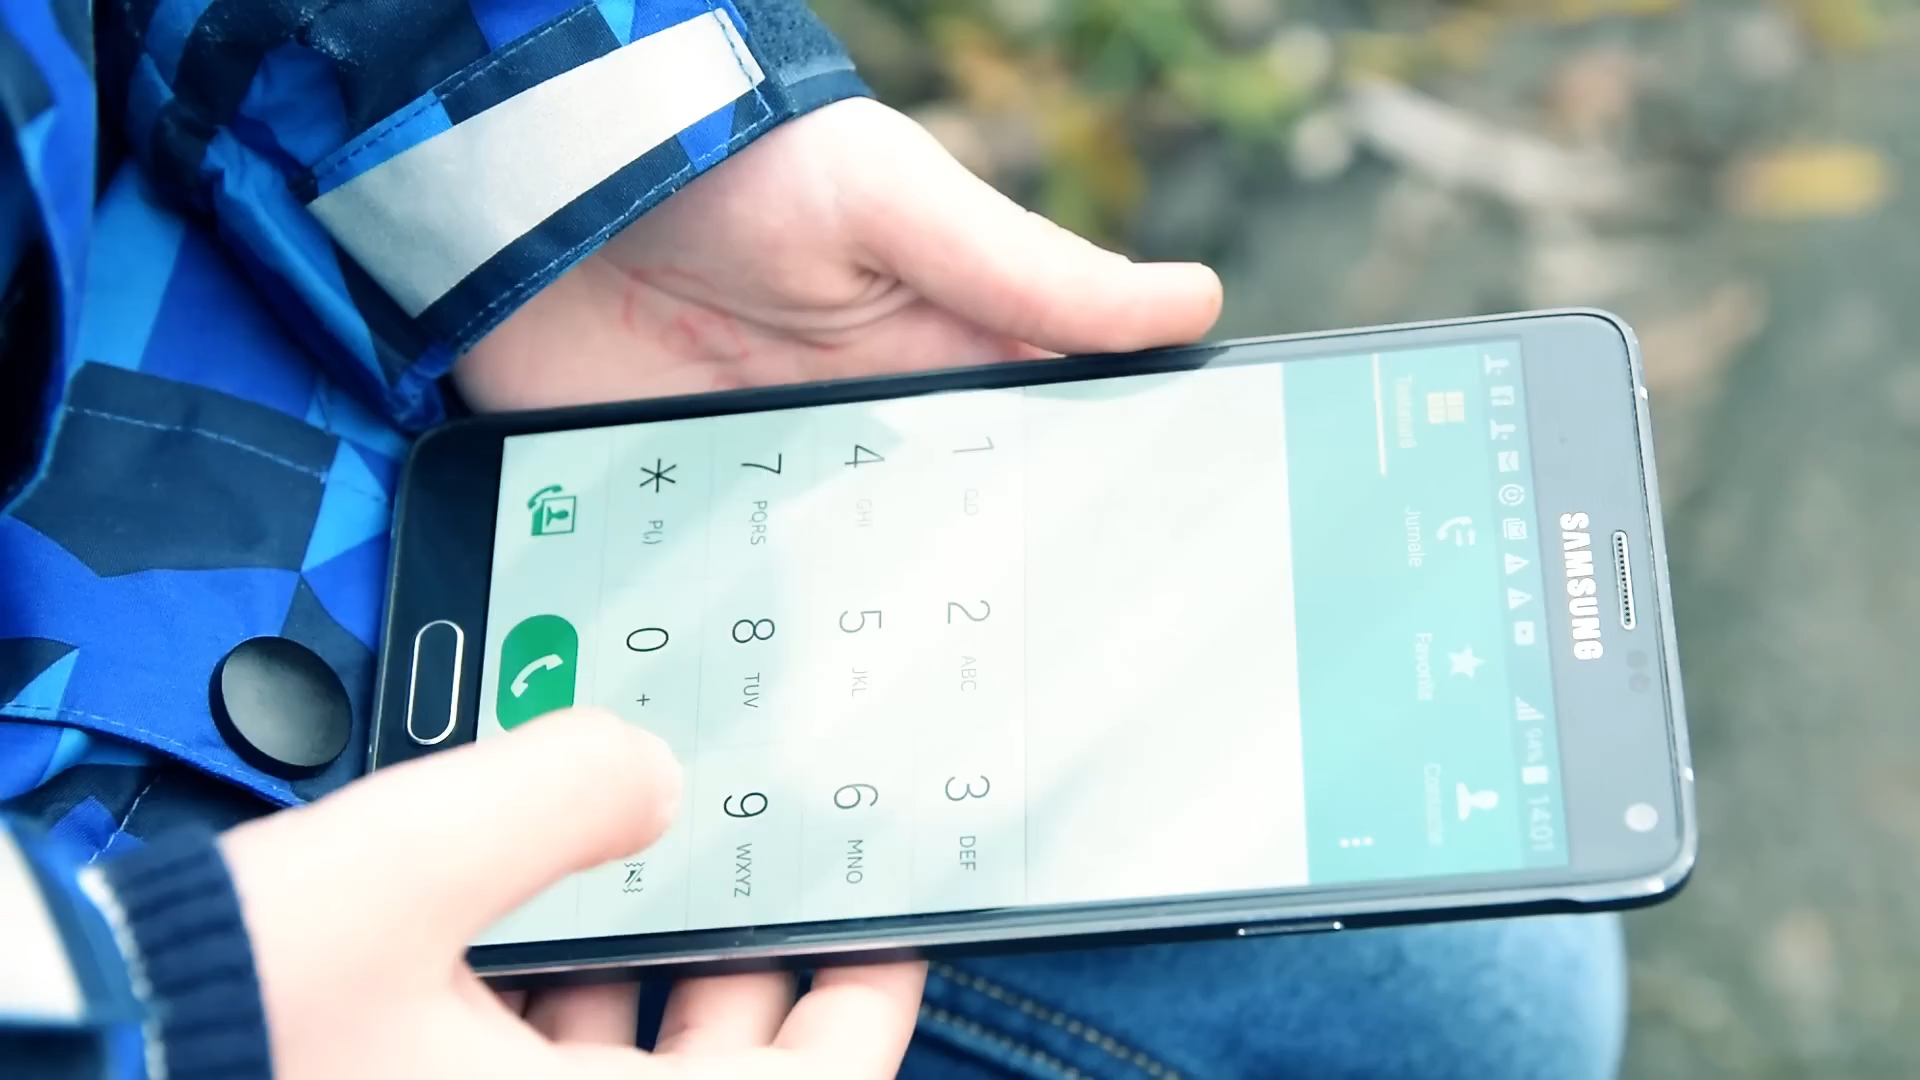 SAMSUNG
94% 14:01
Tastatură
Jurnale
Favorite
Contacte
1
2 ABC
3 DEF
4 GHI
5 JKL
6 MNO
7 PQRS
8 TUV
9 WXYZ
* P(,)
0 +